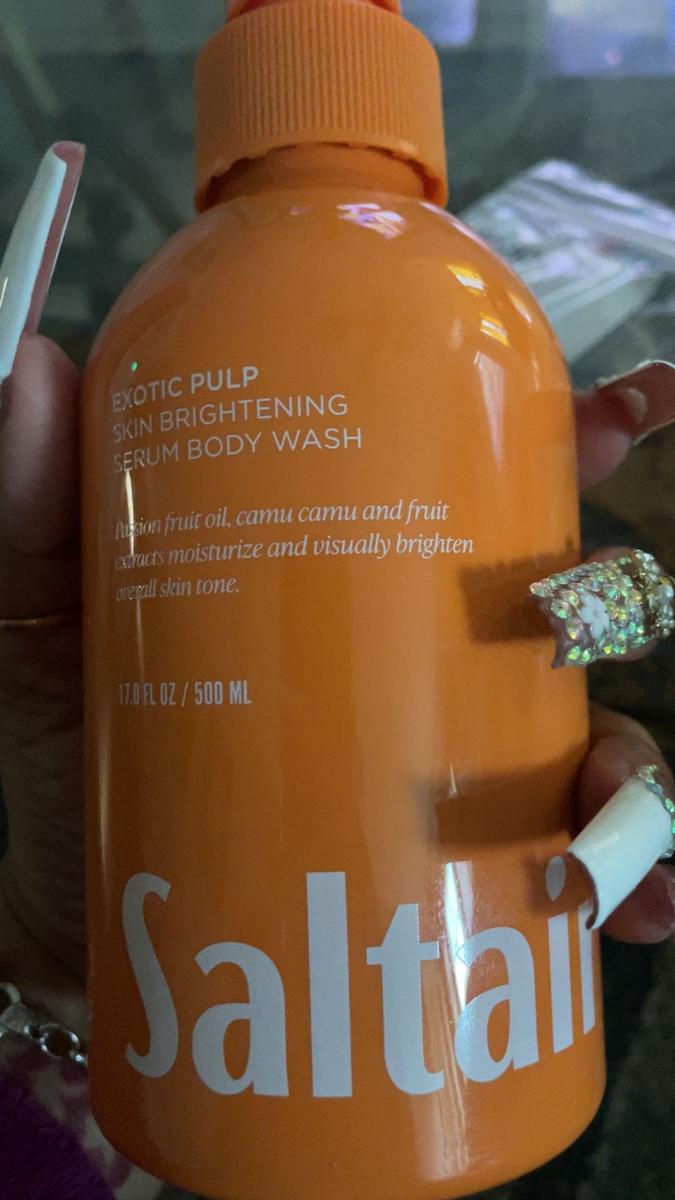 EXOTIC PULP
SKIN BRIGHTENING
SERUM BODY WASH
Passion fruit oil, camu camu and fruit
extracts moisturize and visually brighten
overall skin tone.
17.0 FL OZ / 500 ML
Saltair